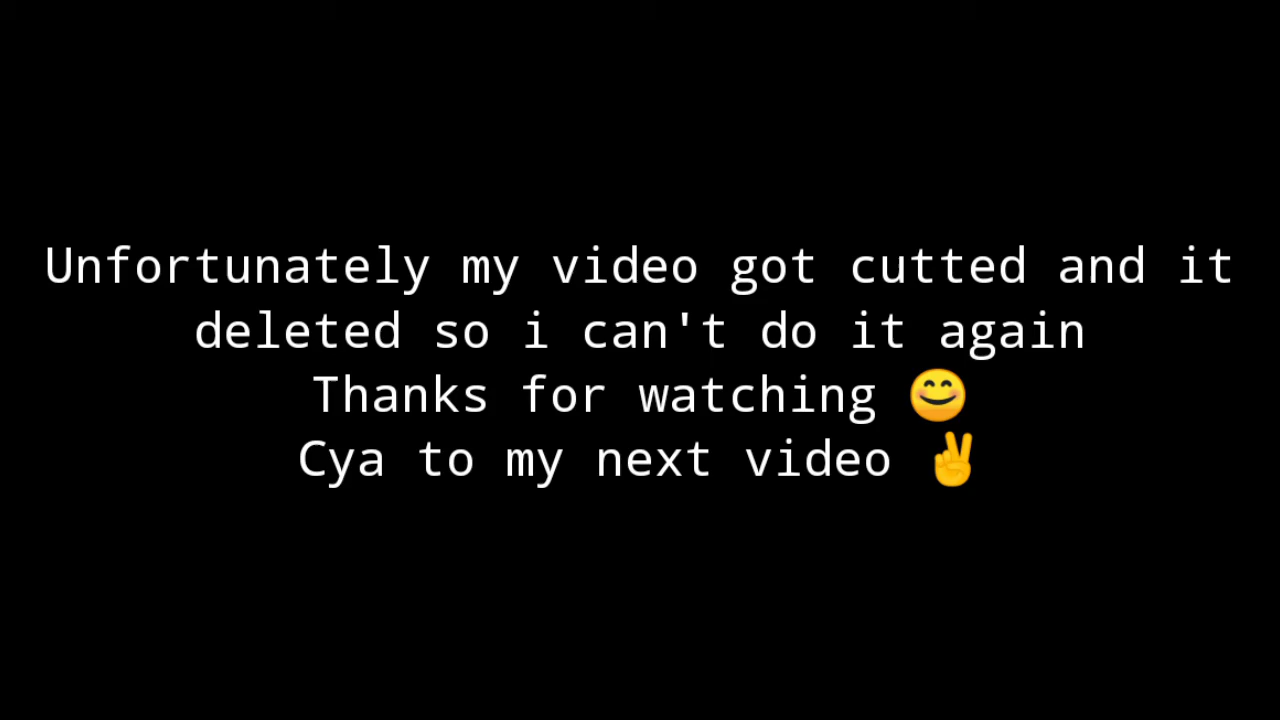 Unfortunately my video got cutted and it
deleted so i can't do it again
Thanks for watching 😊
Cya to my next video ✌